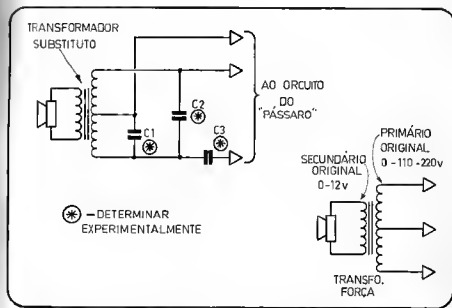 TRANSFORMADOR
SUBSTITUTO
C1
C2
C3
AO CIRCUITO
DO
"PÁSSARO"
* – DETERMINAR
EXPERIMENTALMENTE
SECUNDÁRIO
ORIGINAL
0-12v
PRIMÁRIO
ORIGINAL
0-110-220v
TRANSFO.
FORÇA